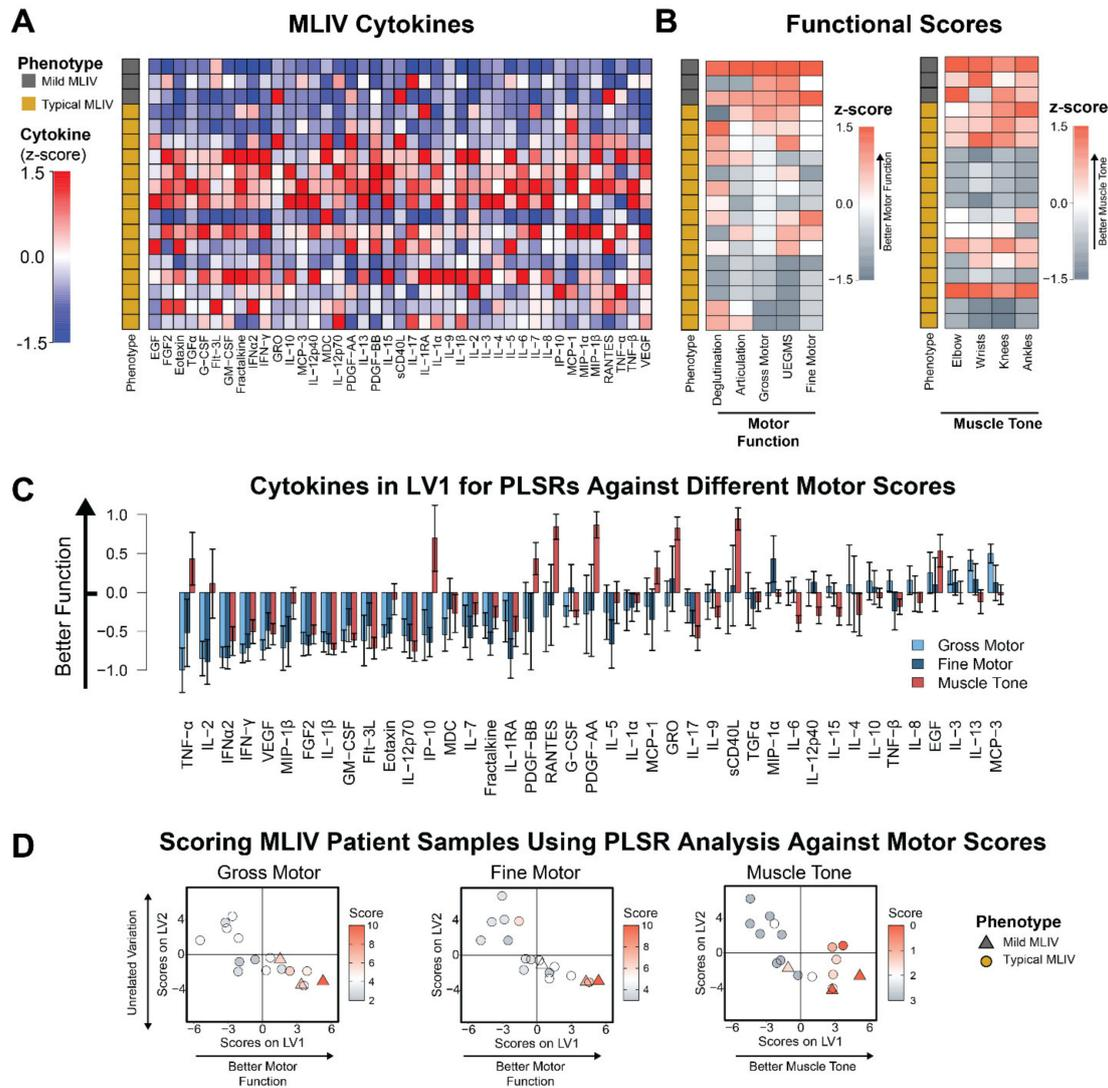 A
MLIV Cytokines
Phenotype
Mild MLIV
Typical MLIV
Cytokine
(z-score)
1.5
0.0
-1.5
Phenotype
EGF
FGF2
Eotaxin
TGFα
G-CSF
Flt-3L
GM-CSF
Fractalkine
IFNα2
IFN-γ
GRO
IL-10
MCP-3
IL-12p40
MDC
IL-12p70
PDGF-AA
IL-13
PDGF-BB
IL-15
sCD40L
IL-17
IL-1RA
IL-1α
IL-9
IL-1β
IL-2
IL-3
IL-4
IL-5
IL-6
IL-7
IL-8
IP-10
MCP-1
MIP-1α
MIP-1β
RANTES
TNF-α
TNF-β
VEGF
B
Functional Scores
Phenotype
Deglutination
Articulation
Gross Motor
UEGMS
Fine Motor
Motor
Function
z-score
1.5
0.0
−1.5
Better Motor Function
Phenotype
Elbow
Wrists
Knees
Ankles
Muscle Tone
z-score
1.5
0.0
−1.5
Better Muscle Tone
C
Cytokines in LV1 for PLSRs Against Different Motor Scores
Better Function
1.0
0.5
0.0
−0.5
−1.0
Gross Motor
Fine Motor
Muscle Tone
TNF-α
IL-2
IFNα2
IFN-γ
VEGF
MIP-1β
FGF2
IL-1β
GM-CSF
Flt-3L
Eotaxin
IL-12p70
IP-10
MDC
IL-7
Fractalkine
IL-1RA
PDGF-BB
RANTES
G-CSF
PDGF-AA
IL-5
IL-1α
MCP-1
GRO
IL-17
IL-9
sCD40L
TGFα
MIP-1α
IL-6
IL-12p40
IL-15
IL-4
IL-10
TNF-β
IL-8
EGF
IL-3
IL-13
MCP-3
D
Scoring MLIV Patient Samples Using PLSR Analysis Against Motor Scores
Unrelated Variation
Gross Motor
Scores on LV2
4
0
−4
−6 −3 0 3 6
Scores on LV1
Better Motor
Function
Score
10
8
6
4
2
Fine Motor
Scores on LV2
4
0
−4
−6 −3 0 3 6
Scores on LV1
Better Motor
Function
Score
10
8
6
4
Muscle Tone
Scores on LV2
4
0
−4
−6 −3 0 3 6
Scores on LV1
Better Muscle Tone
Score
0
1
2
3
Phenotype
Mild MLIV
Typical MLIV